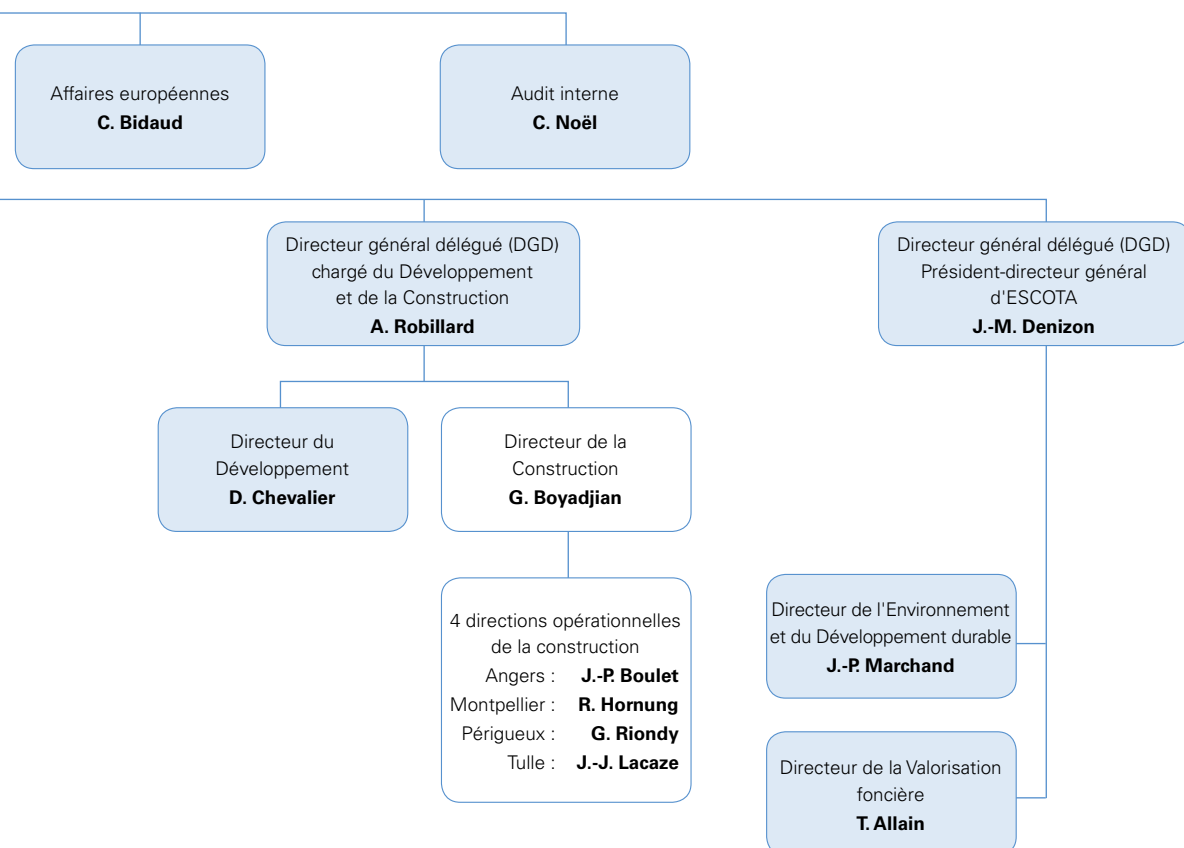 Affaires européennes
C. Bidaud
Audit interne
C. Noël
Directeur général délégué (DGD)
chargé du Développement
et de la Construction
A. Robillard
Directeur général délégué (DGD)
Président-directeur général
d'ESCOTA
J.-M. Denizon
Directeur du
Développement
D. Chevalier
Directeur de la
Construction
G. Boyadjian
4 directions opérationnelles
de la construction
Angers : J.-P. Boulet
Montpellier : R. Hornung
Périgueux : G. Riondy
Tulle : J.-J. Lacaze
Directeur de l'Environnement
et du Développement durable
J.-P. Marchand
Directeur de la Valorisation
foncière
T. Allain